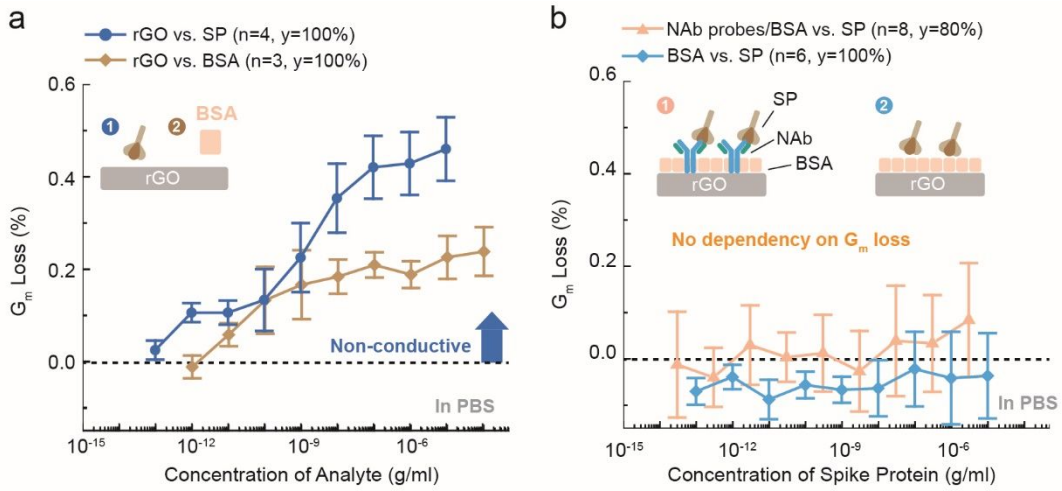 a
rGO vs. SP (n=4, y=100%)
rGO vs. BSA (n=3, y=100%)
0.6
0.4
0.2
0.0
Gm Loss (%)
1
2
BSA
rGO
Non-conductive
In PBS
10-15
10-12
10-9
10-6
Concentration of Analyte (g/ml)
b
NAb probes/BSA vs. SP (n=8, y=80%)
BSA vs. SP (n=6, y=100%)
0.6
0.4
0.2
0.0
Gm Loss (%)
1
SP
NAb
BSA
rGO
2
rGO
No dependency on Gm loss
In PBS
10-15
10-12
10-9
10-6
Concentration of Spike Protein (g/ml)